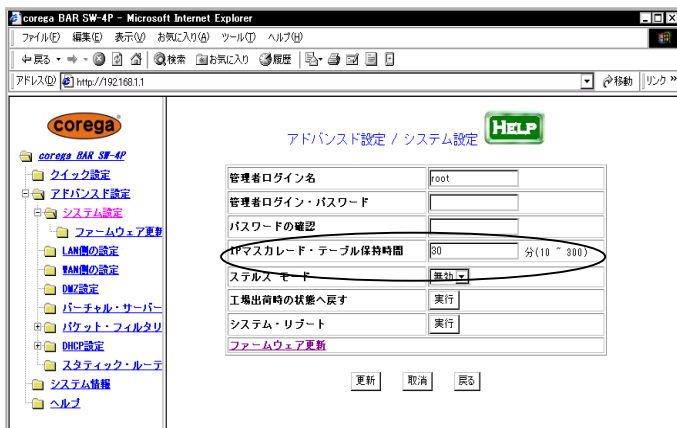 corega BAR SW-4P - Microsoft Internet Explorer
ファイル(F) 編集(E) 表示(V) お気に入り(A) ツール(T) ヘルプ(H)
戻る 検索 お気に入り 履歴
アドレス(D) http://192.168.1.1 移動 リンク »
corega
アドバンスド設定 / システム設定 HELP
corega BAR SW-4P
クイック設定
アドバンスド設定
システム設定
ファームウェア更新
LAN側の設定
WAN側の設定
DMZ設定
バーチャル・サーバー
パケット・フィルタリ
DHCP設定
スタティック・ルーテ
システム情報
ヘルプ
管理者ログイン名 root
管理者ログイン・パスワード
パスワードの確認
IPマスカレード・テーブル保持時間 30 分(10 ~ 300)
ステルス モード 無効
工場出荷時の状態へ戻す 実行
システム・リブート 実行
ファームウェア更新
更新 取消 戻る